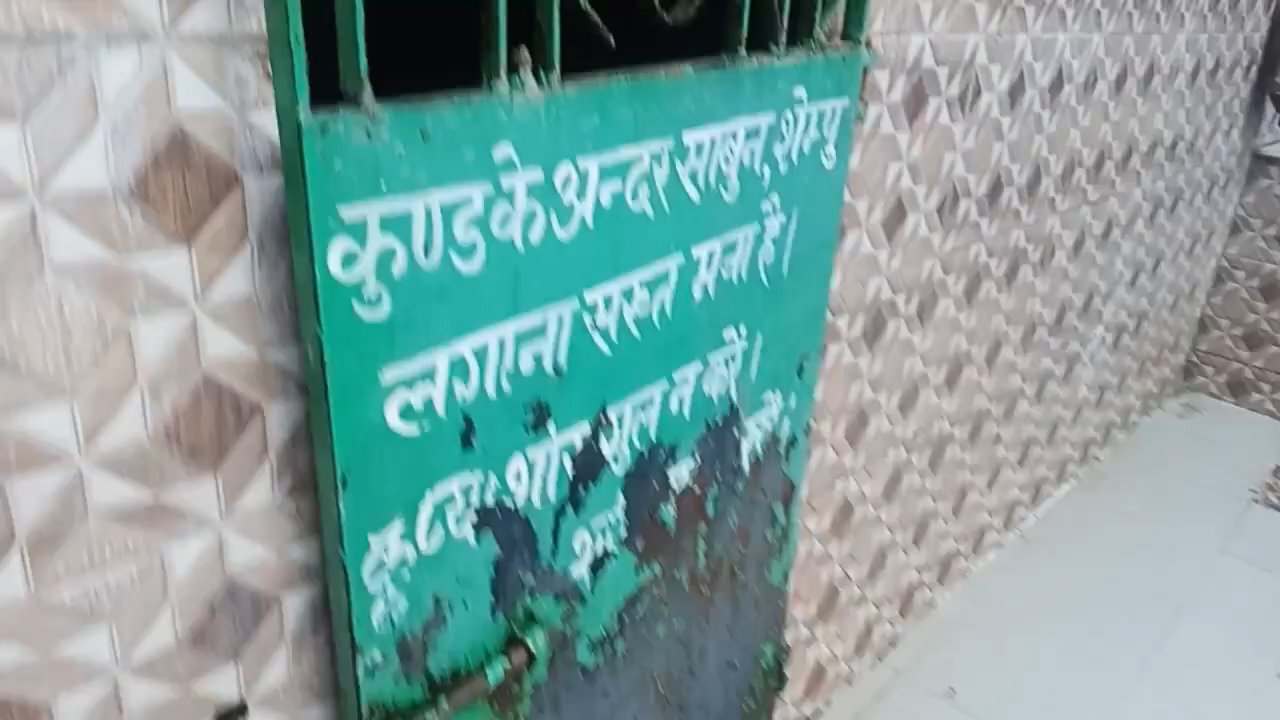 कुण्ड के अन्दर साबुन, शेम्पु
लगाना सख्त मना है।
शोर गुल न करें।